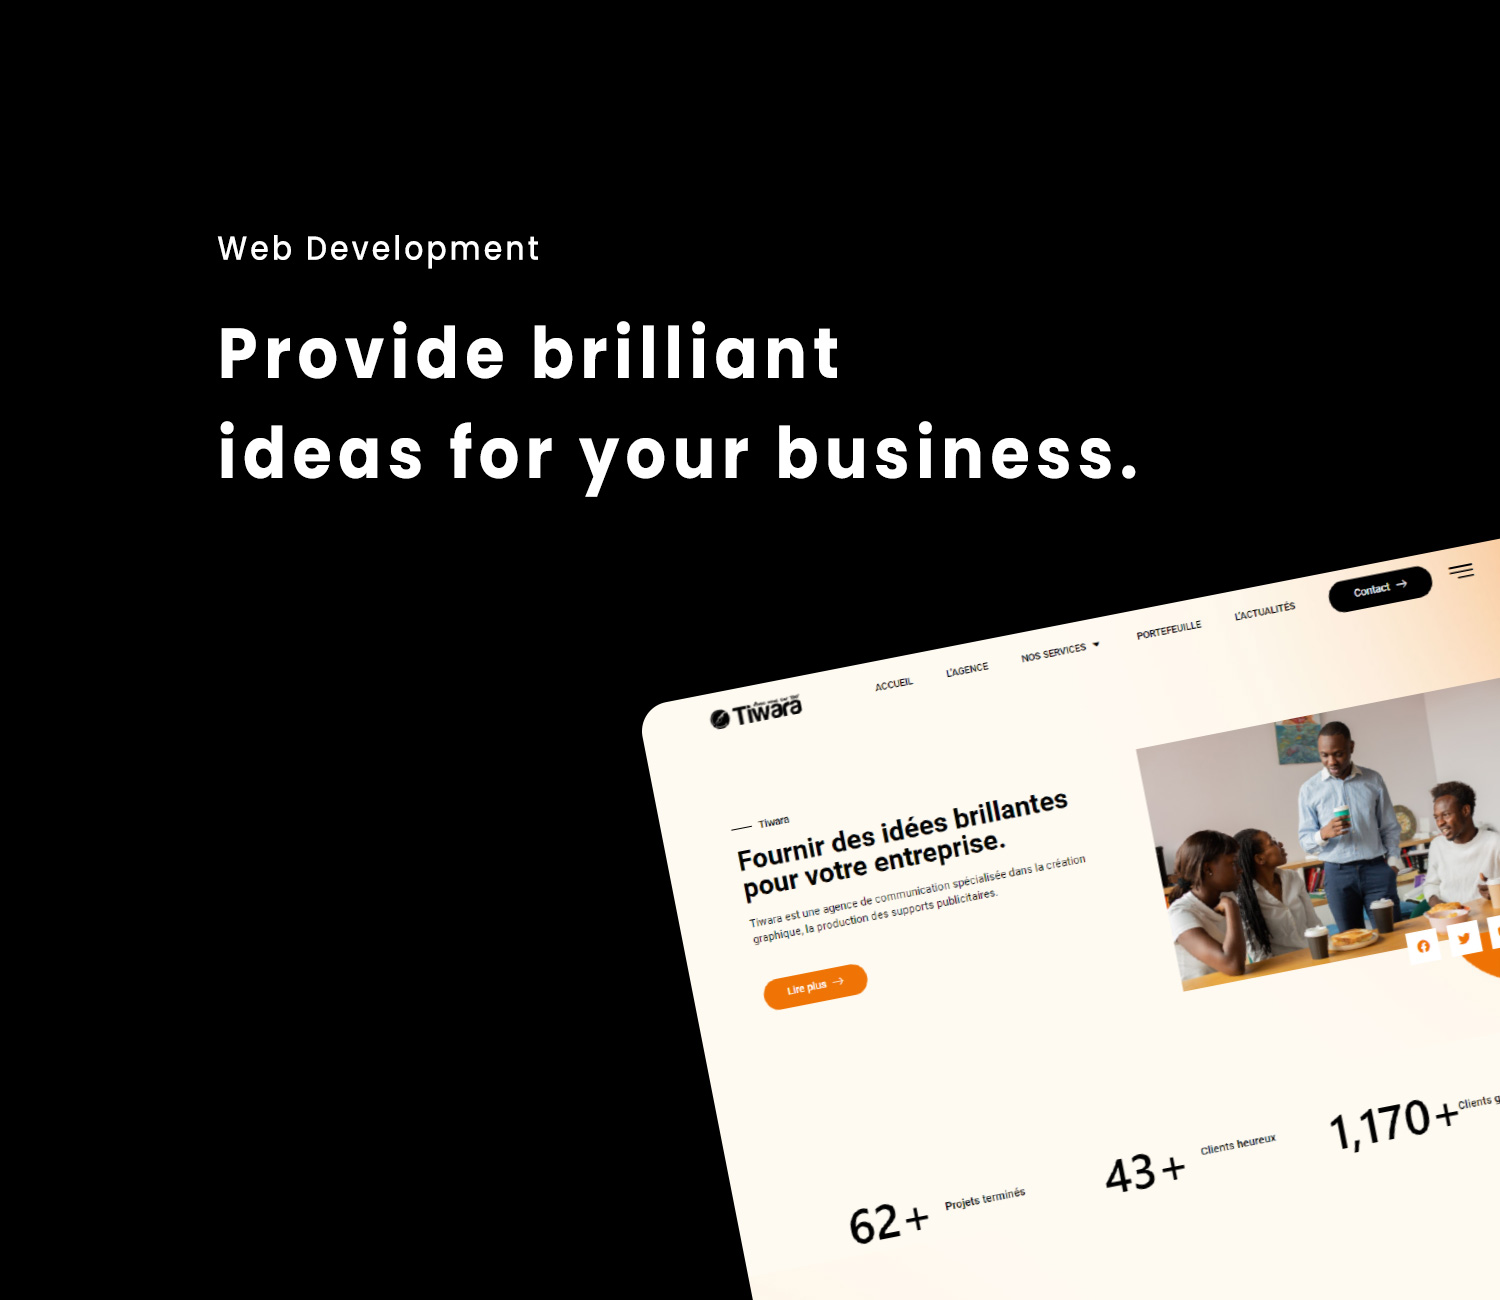 Web Development
Provide brilliant
ideas for your business.
Tiwara
ACCUEIL
L'AGENCE
NOS SERVICES
PORTEFEUILLE
L'ACTUALITÉS
Contact
Tiwara
Fournir des idées brillantes
pour votre entreprise.
Tiwara est une agence de communication spécialisée dans la création
graphique, la production des supports publicitaires.
Lire plus
62+ Projets terminés
43+ Clients heureux
1,170+ Clients